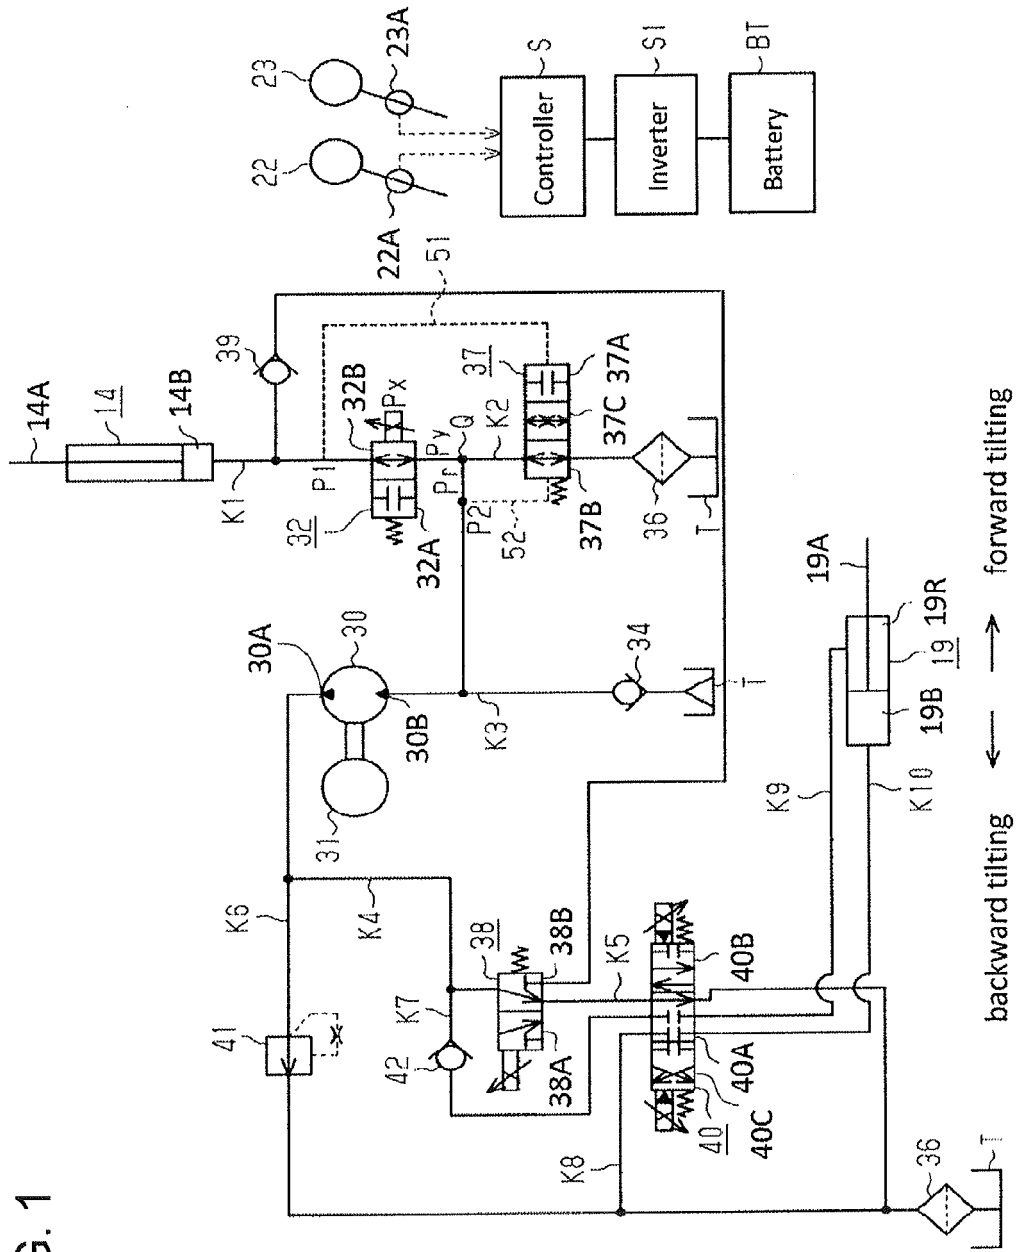 G. 1
14A
14
14B
39
K1
P1
51
32
32B
Px
32A
Py
Pr
Q
P2
52
K2
37
37A
37C
37B
36
T
22
23
22A
23A
Controller
S
Inverter
S1
Battery
BT
30A
30
30B
31
K3
34
T
K6
K4
41
K7
42
38
38B
38A
K5
40B
40A
40
40C
K8
K9
K10
19A
19R
19
19B
36
T
backward tilting
forward tilting